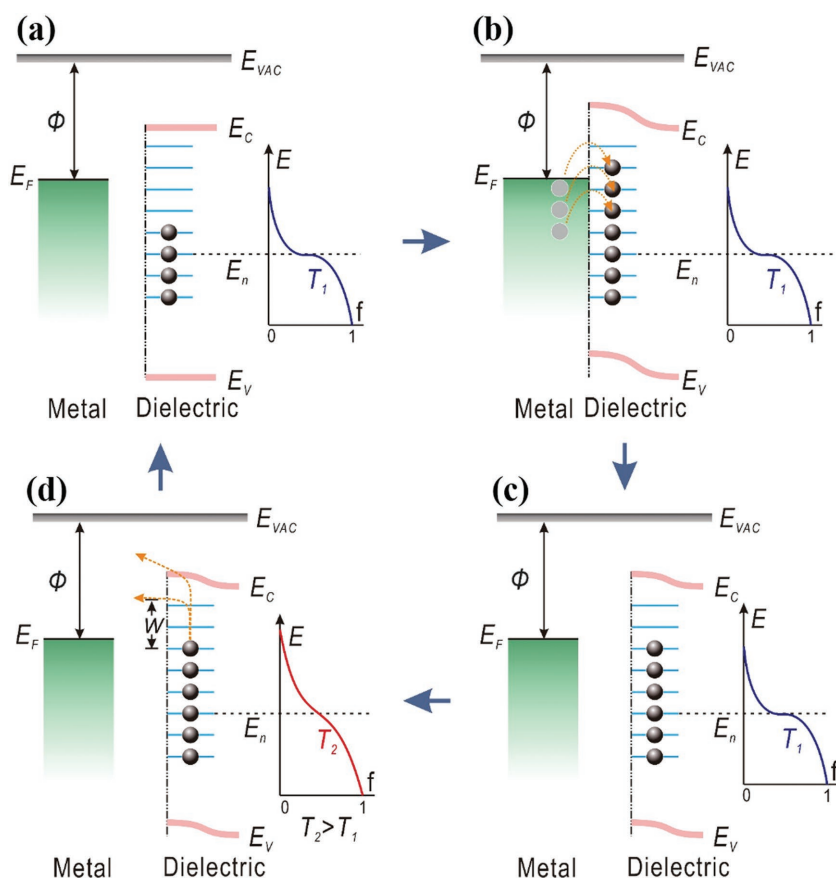 (a)
E_VAC
Φ
E_C
E_F
E
E_n
T_1
f
0
1
E_V
Metal
Dielectric
(b)
E_VAC
Φ
E_C
E_F
E
E_n
T_1
f
0
1
E_V
Metal
Dielectric
(d)
E_VAC
Φ
E_C
W
E_F
E
E_n
T_2
f
0
1
T_2>T_1
E_V
Metal
Dielectric
(c)
E_VAC
Φ
E_C
E_F
E
E_n
T_1
f
0
1
E_V
Metal
Dielectric